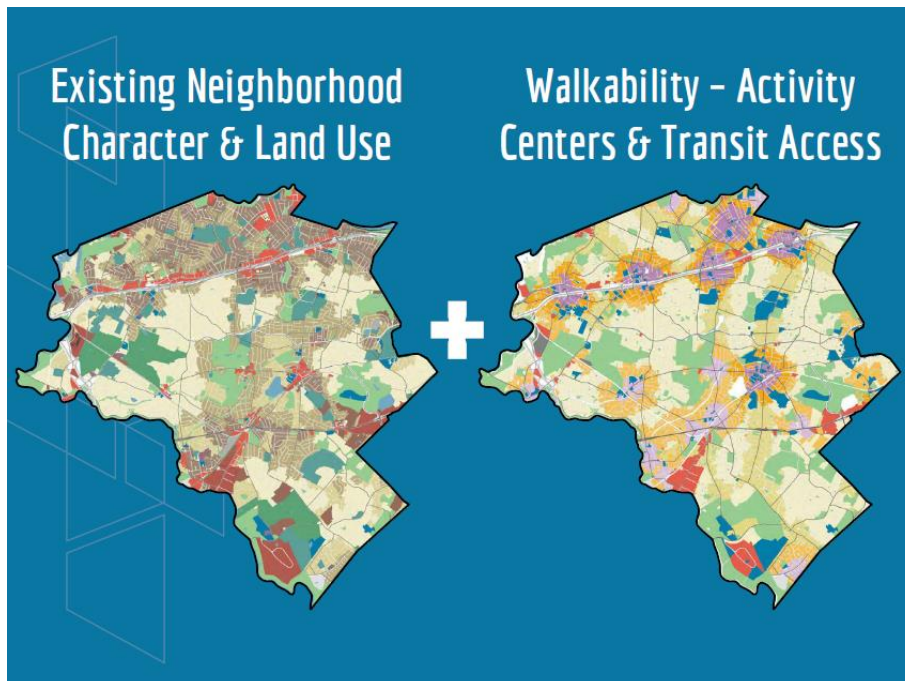 Existing Neighborhood
Character & Land Use
Walkability – Activity
Centers & Transit Access